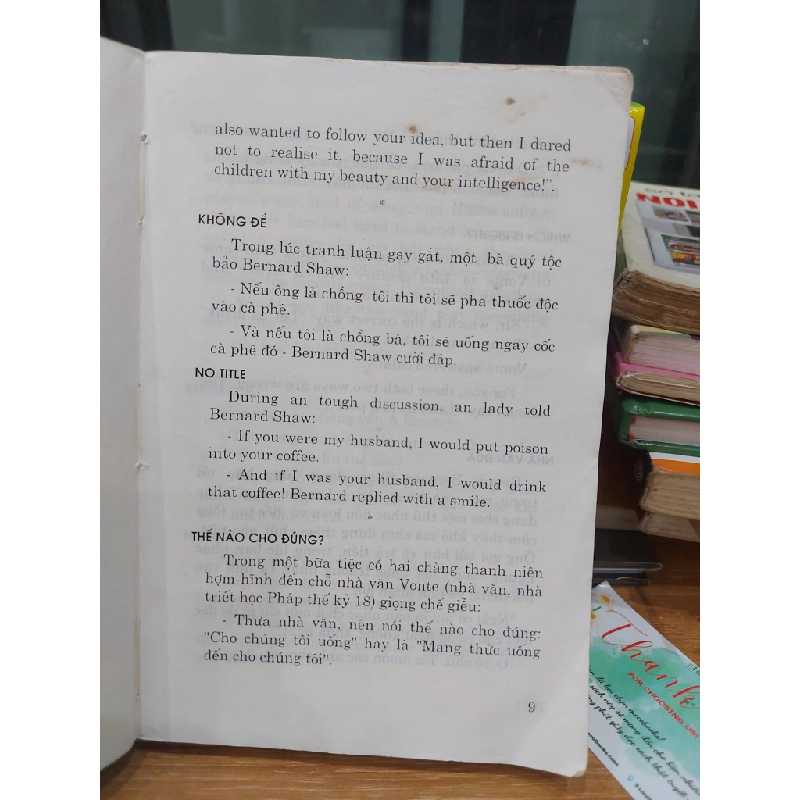 also wanted to follow your idea, but then I dared
not to realise it, because I was afraid of the
children with my beauty and your intelligence!".
*
KHÔNG ĐỀ
Trong lúc tranh luận gay gắt, một bà quý tộc
bảo Bernard Shaw:
- Nếu ông là chồng tôi thì tôi sẽ pha thuốc độc
vào cà phê.
- Và nếu tôi là chồng bà, tôi sẽ uống ngay cốc
cà phê đó - Bernard Shaw cười đáp.
NO TITLE
During an tough discussion, an lady told
Bernard Shaw:
- If you were my husband, I would put poison
into your coffee.
- And if I was your husband, I would drink
that coffee! Bernard replied with a smile.
*
THẾ NÀO CHO ĐÚNG?
Trong một bữa tiệc có hai chàng thanh niên
hợm hĩnh đến chỗ nhà văn Vonte (nhà văn, nhà
triết học Pháp thế kỷ 18) giọng chế giễu:
- Thưa nhà văn, nên nói thế nào cho đúng:
"Cho chúng tôi uống" hay là "Mang thức uống
đến cho chúng tôi".
9
ION
Thank
FOR CHOOSING US!